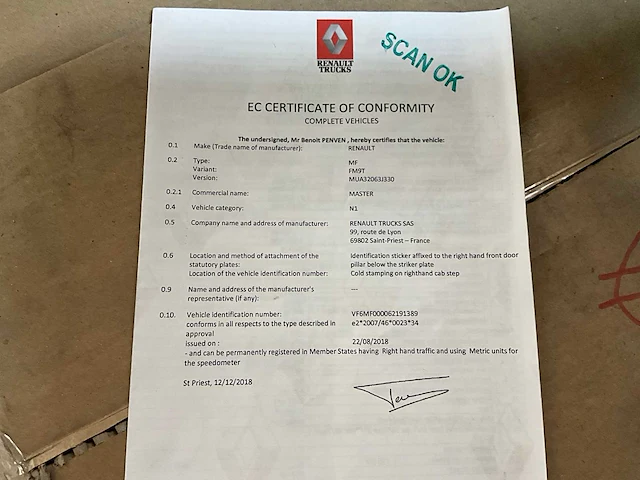 RENAULT
TRUCKS
SCAN OK
EC CERTIFICATE OF CONFORMITY
COMPLETE VEHICLES
The undersigned, Mr Benoit PENVEN , hereby certifies that the vehicle:
0.1 Make (Trade name of manufacturer): RENAULT
0.2 Type: MF
Variant: FM9T
Version: MUA32063J330
0.2.1 Commercial name: MASTER
0.4 Vehicle category: N1
0.5 Company name and address of manufacturer: RENAULT TRUCKS SAS
99, route de Lyon
69802 Saint-Priest – France
0.6 Location and method of attachment of the Identification sticker affixed to the right hand front door
statutory plates: pillar below the striker plate
Location of the vehicle identification number: Cold stamping on righthand cab step
0.9 Name and address of the manufacturer's ---
representative (if any):
0.10. Vehicle identification number: VF6MF000062191389
conforms in all respects to the type described in e2*2007/46*0023*34
approval
issued on : 22/08/2018
- and can be permanently registered in Member States having Right hand traffic and using Metric units for
the speedometer
St Priest, 12/12/2018